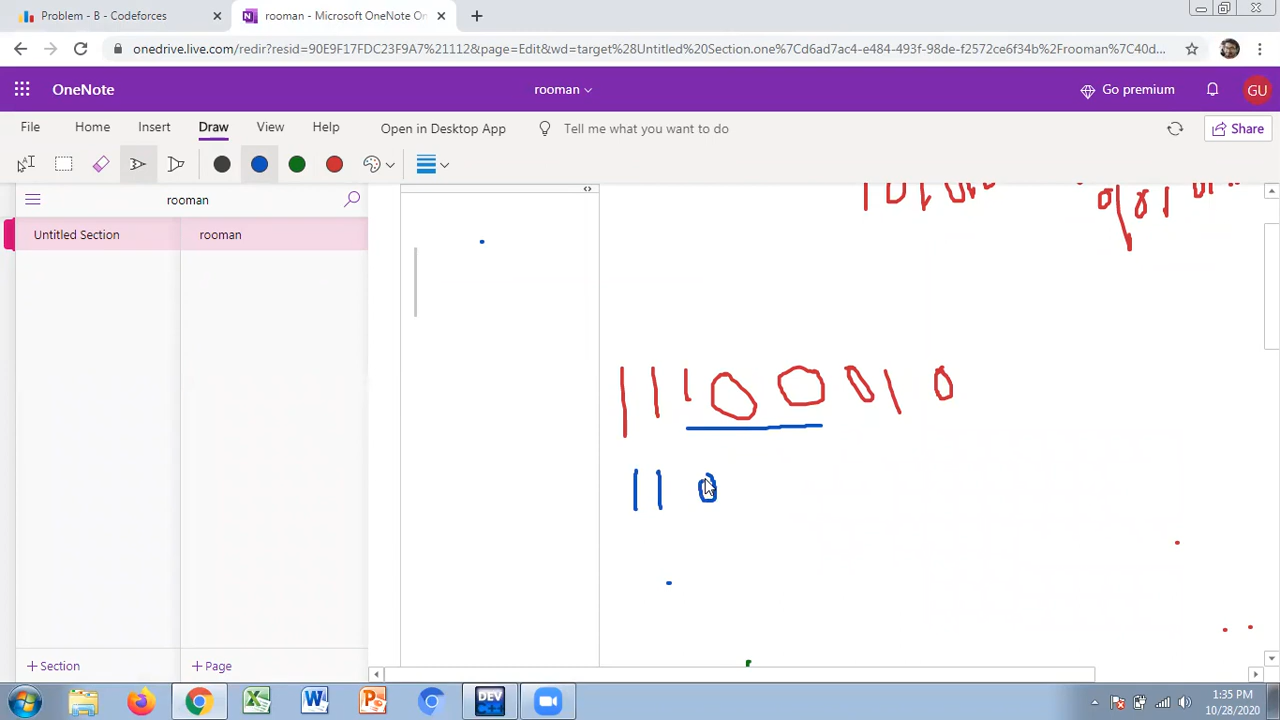 Problem - B - Codeforces
rooman - Microsoft OneNote On
onedrive.live.com/redir?resid=90E9F17FDC23F9A7%21112&page=Edit&wd=target%28Untitled%20Section.one%7Cd6ad7ac4-e484-493f-98de-f2572ce6f34b%2Frooman%7C40d...
OneNote
rooman
Go premium
GU
File Home Insert Draw View Help Open in Desktop App Tell me what you want to do
Share
rooman
Untitled Section
rooman
11100010
110
+ Section
+ Page
DEV
1:35 PM
10/28/2020